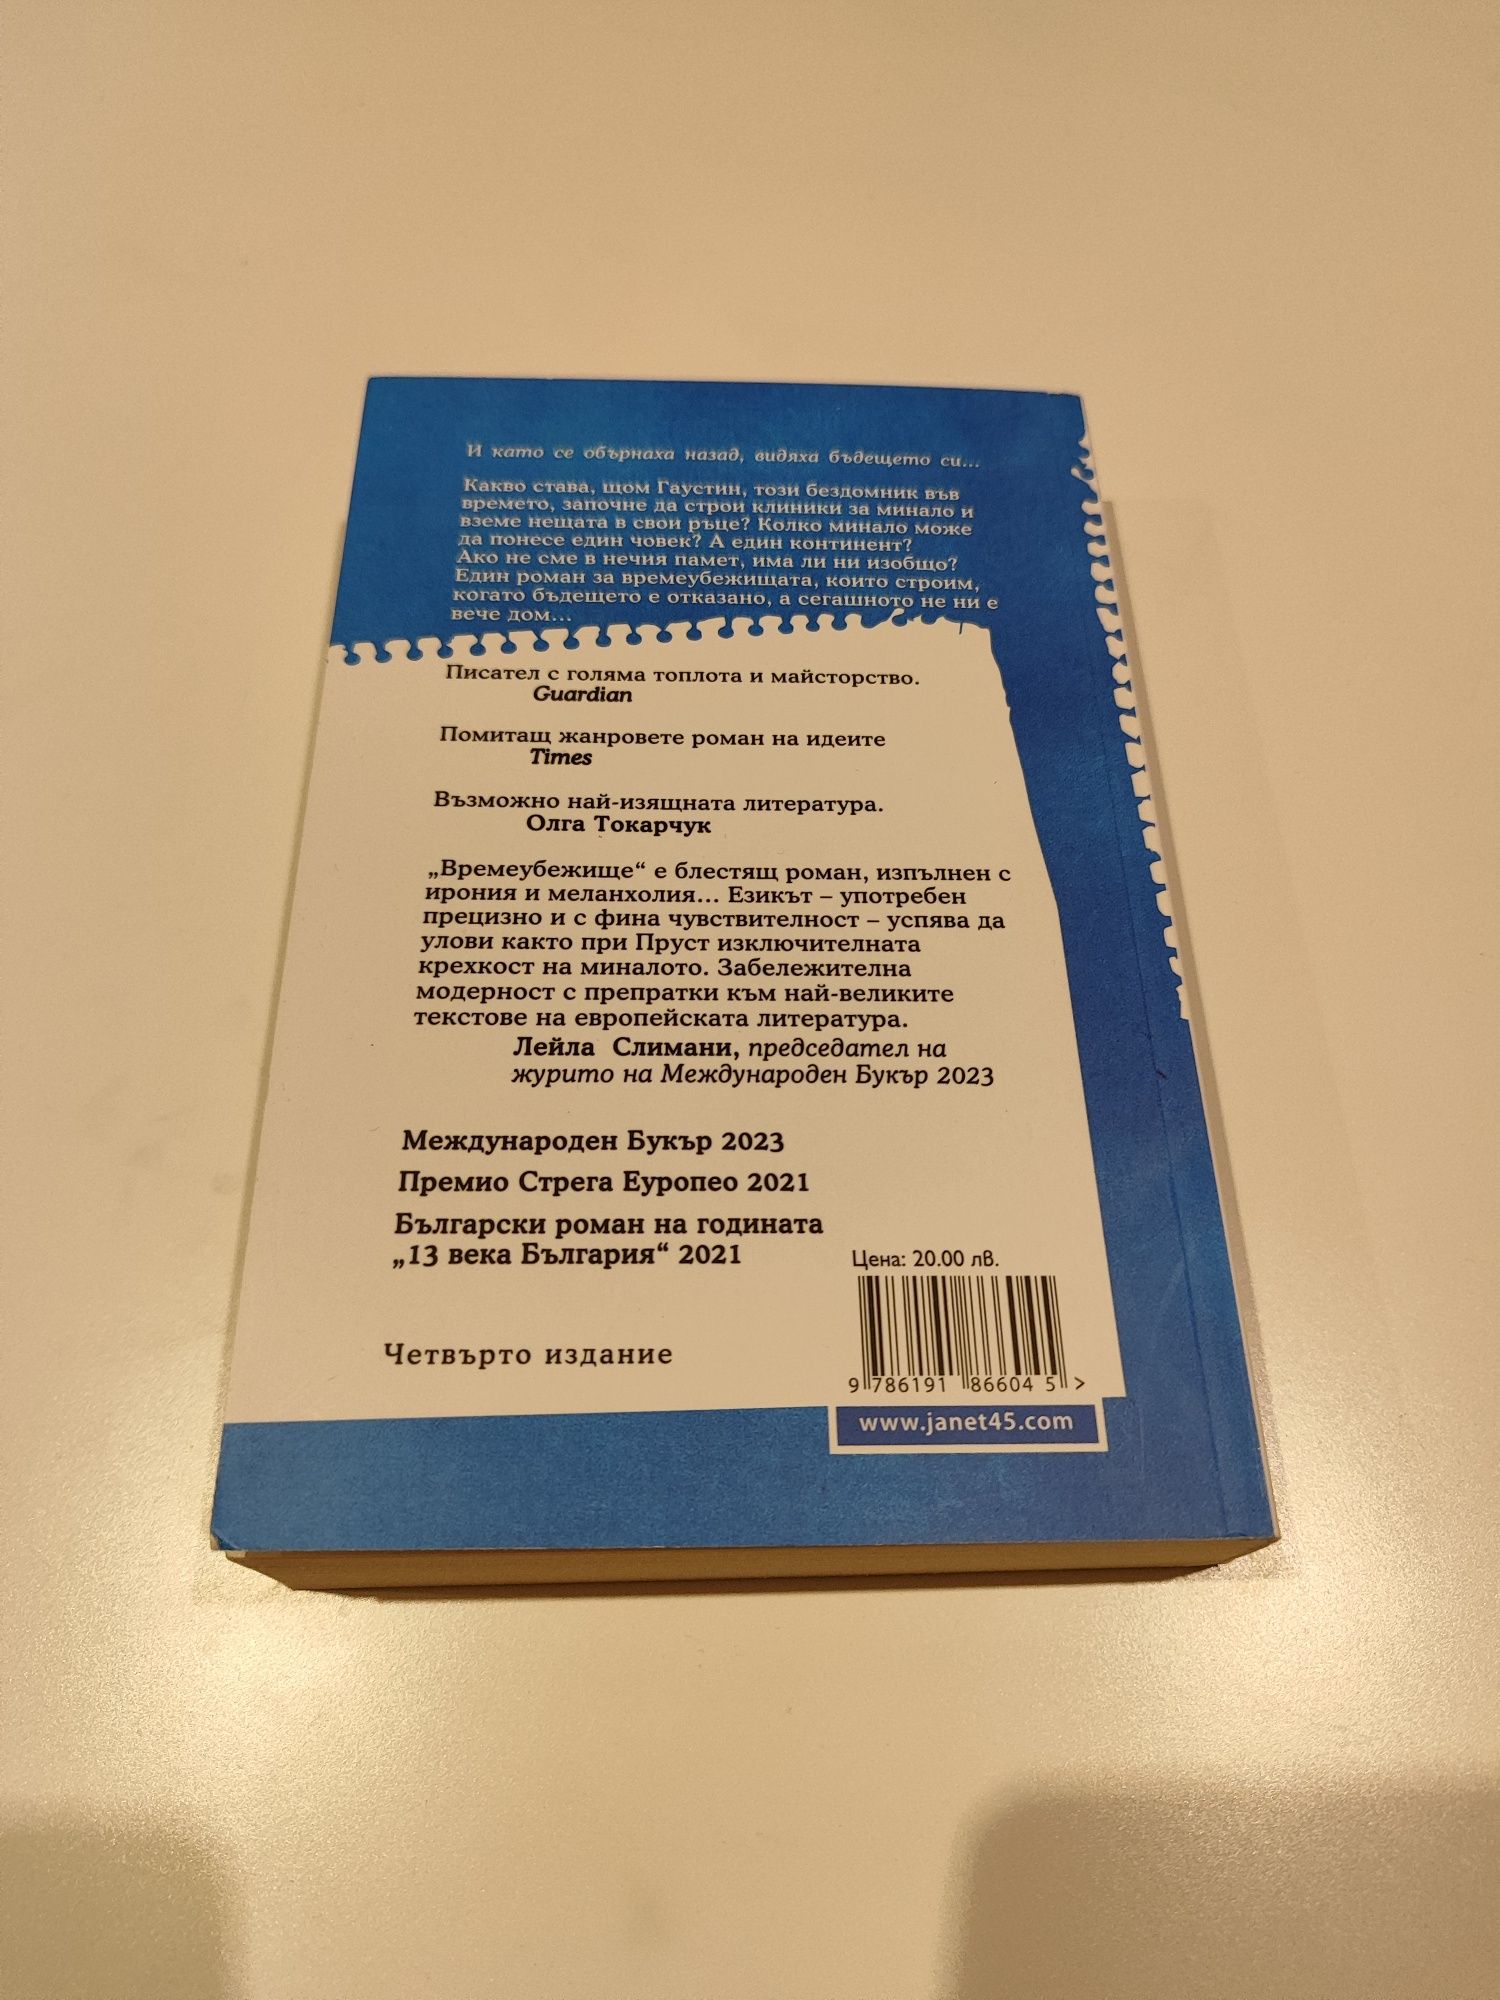 И като се обърнаха назад, видяха бъдещето си...
Какво става, щом Гаустин, този бездомник във
времето, започне да строи клиники за минало и
вземе нещата в свои ръце? Колко минало може
да понесе един човек? А един континент?
Ако не сме в нечия памет, има ли ни изобщо?
Един роман за времеубежищата, които строим,
когато бъдещето е отказано, а сегашното не ни е
вече дом...
Писател с голяма топлота и майсторство.
Guardian
Помитащ жанровете роман на идеите
Times
Възможно най-изящната литература.
Олга Токарчук
„Времеубежище“ е блестящ роман, изпълнен с
ирония и меланхолия... Езикът – употребен
прецизно и с фина чувствителност – успява да
улови както при Пруст изключителната
крехкост на миналото. Забележителна
модерност с препратки към най-великите
текстове на европейската литература.
Лейла Слимани, председател на
журито на Международен Букър 2023
Международен Букър 2023
Премио Стрега Еуропео 2021
Български роман на годината
„13 века България“ 2021
Цена: 20.00 лв.
Четвърто издание
9 786191 866045 >
www.janet45.com